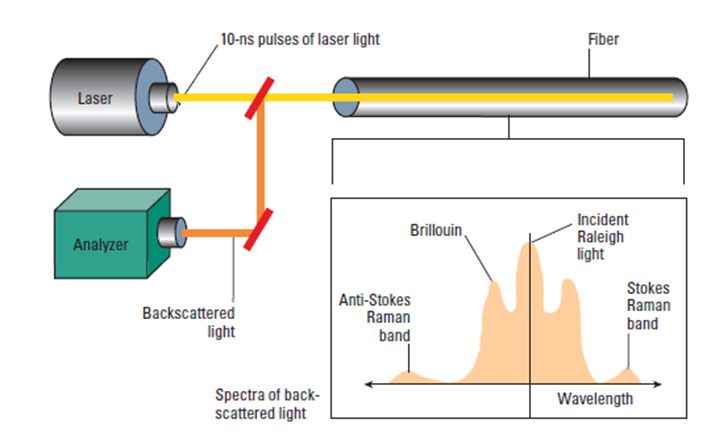 10-ns pulses of laser light
Fiber
Laser
Analyzer
Backscattered
light
Brillouin
Incident
Raleigh
light
Anti-Stokes
Raman
band
Stokes
Raman
band
Wavelength
Spectra of back-
scattered light